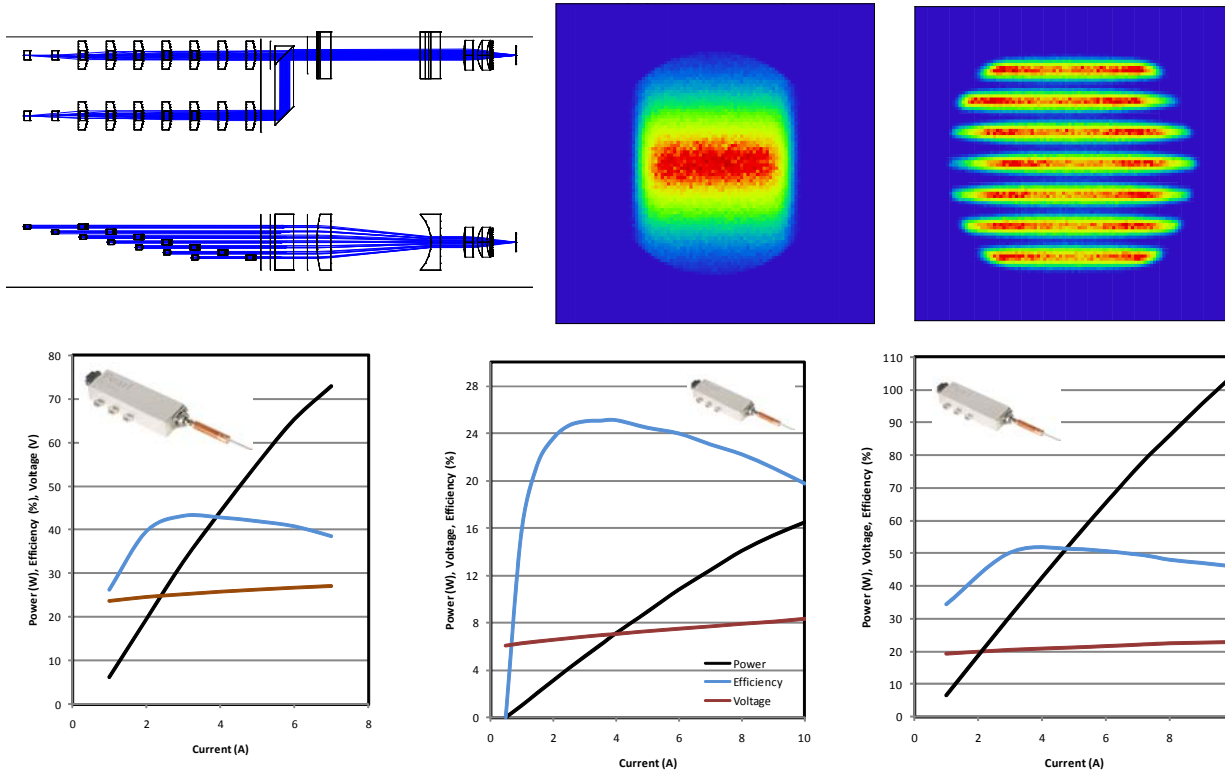 80
70
60
50
40
30
20
10
0
0 2 4 6 8
Power (W), Efficiency (%), Voltage (V)
Current (A)
28
24
20
16
12
8
4
0
0 2 4 6 8 10
Power (W), Voltage, Efficiency (%)
Current (A)
Power
Efficiency
Voltage
110
100
90
80
70
60
50
40
30
20
10
0
0 2 4 6 8
Power (W), Voltage, Effidency (%)
Current (A)